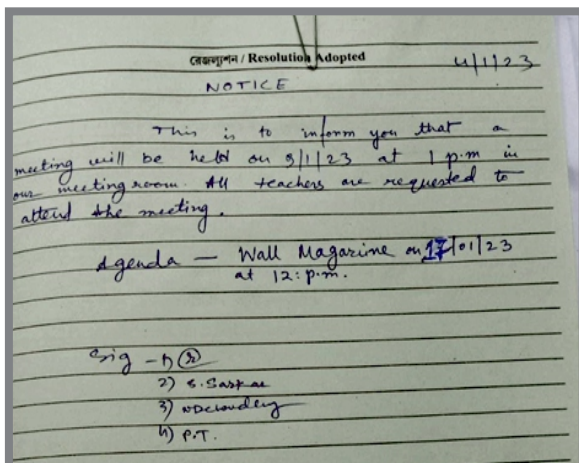 রেজল্যুশন / Resolution Adopted
4/1/23
NOTICE
This is to inform you that a
meeting will be held on 9/1/23 at 1 p.m in
our meeting room. All teachers are requested to
attend the meeting.
Agenda — Wall Magazine on 17/01/23
at 12: p.m.
Sig - 1)
2) S. Sarkar
3)
4) P.T.